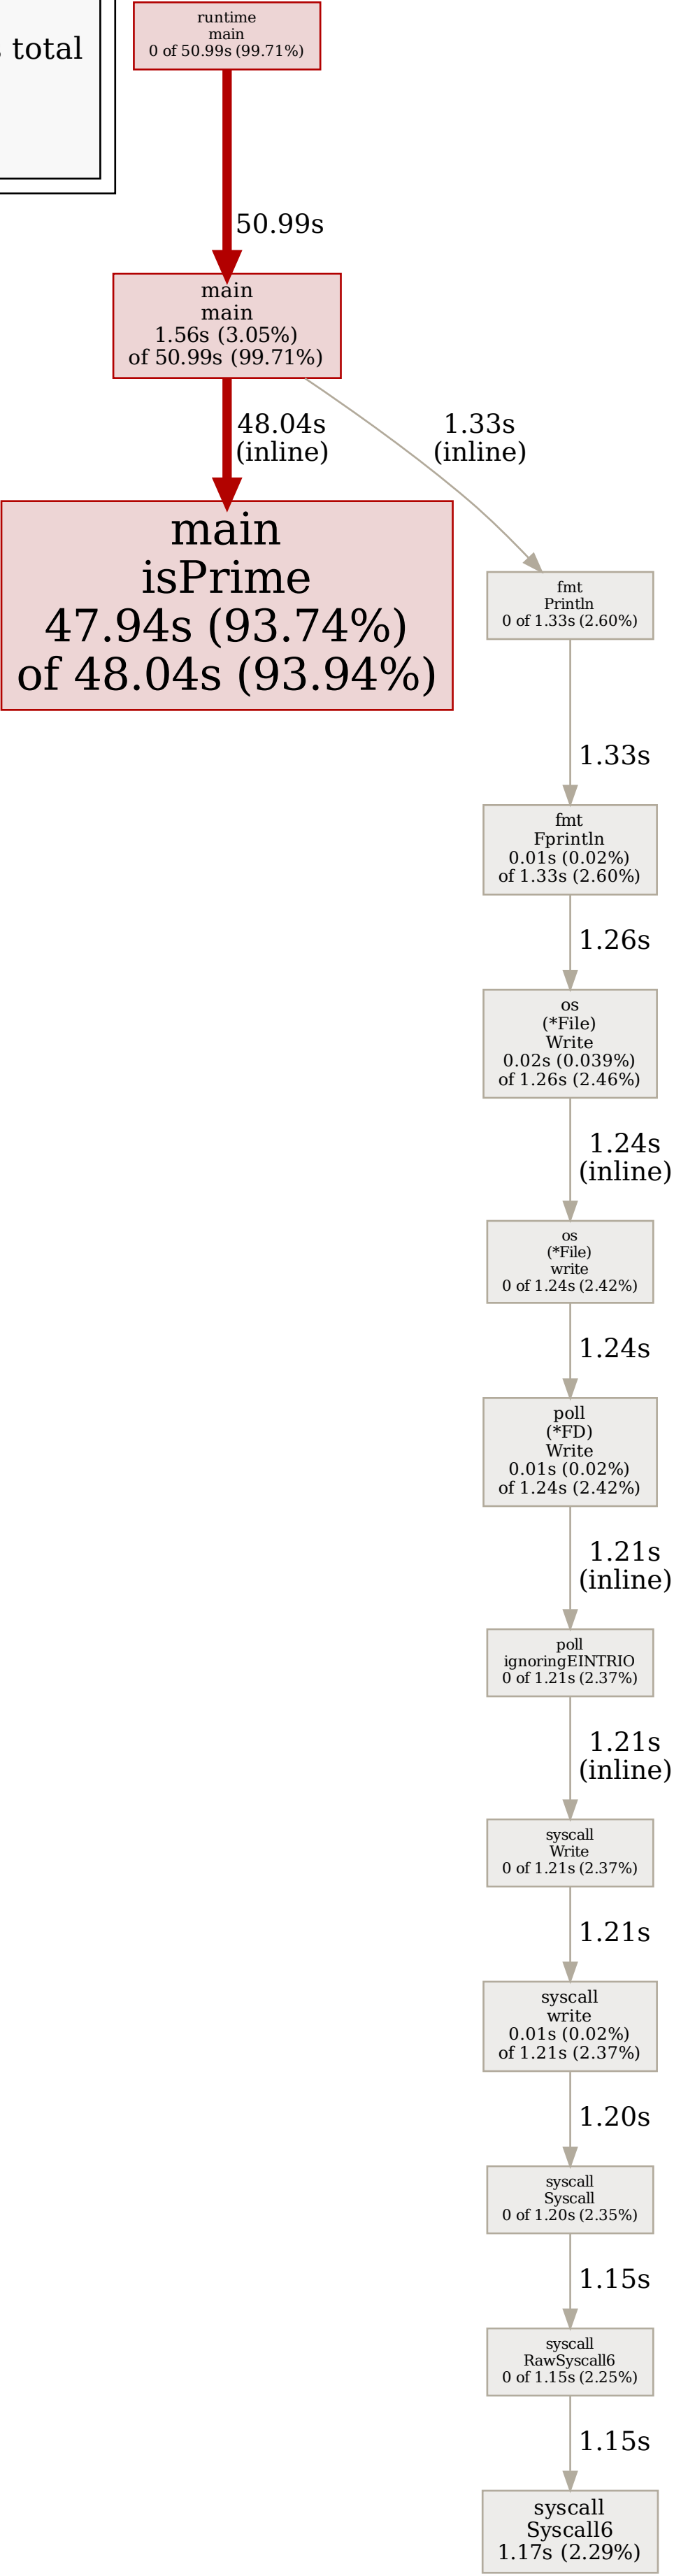 total
runtime
main
0 of 50.99s (99.71%)
50.99s
main
main
1.56s (3.05%)
of 50.99s (99.71%)
48.04s
(inline)
1.33s
(inline)
main
isPrime
47.94s (93.74%)
of 48.04s (93.94%)
fmt
Println
0 of 1.33s (2.60%)
1.33s
fmt
Fprintln
0.01s (0.02%)
of 1.33s (2.60%)
1.26s
os
(*File)
Write
0.02s (0.039%)
of 1.26s (2.46%)
1.24s
(inline)
os
(*File)
write
0 of 1.24s (2.42%)
1.24s
poll
(*FD)
Write
0.01s (0.02%)
of 1.24s (2.42%)
1.21s
(inline)
poll
ignoringEINTRIO
0 of 1.21s (2.37%)
1.21s
(inline)
syscall
Write
0 of 1.21s (2.37%)
1.21s
syscall
write
0.01s (0.02%)
of 1.21s (2.37%)
1.20s
syscall
Syscall
0 of 1.20s (2.35%)
1.15s
syscall
RawSyscall6
0 of 1.15s (2.25%)
1.15s
syscall
Syscall6
1.17s (2.29%)